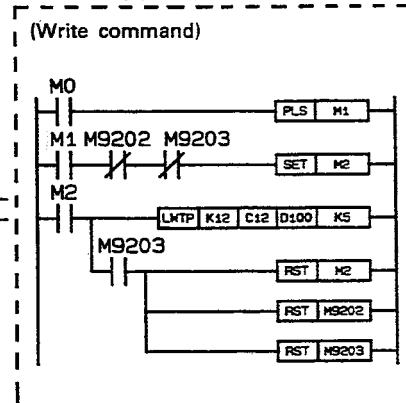 (Write command)
M0
PLS M1
M1 M9202 M9203
SET M2
M2
LWTP K12 C12 D100 K5
M9203
RST M2
RST M9202
RST M9203